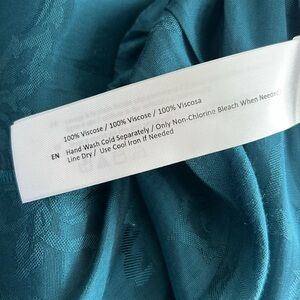 100% Viscose / 100% Viscose / 100% Viscosa
EN Hand Wash Cold Separately / Only Non-Chlorine Bleach When Needed/
Line Dry / Use Cool Iron If Needed